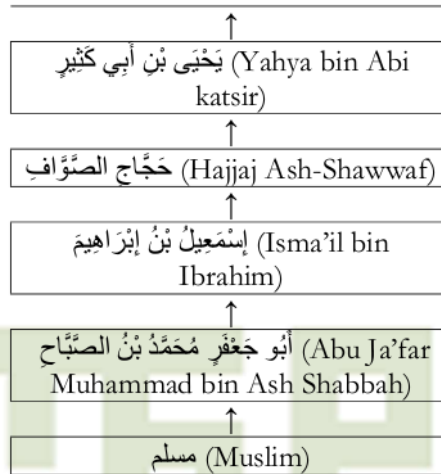 ↑
يَحْيَى بْنِ أَبِي كَثِيرٍ (Yahya bin Abi
katsir)
↑
حَجَّاجِ الصَّوَّافِ (Hajjaj Ash-Shawwaf)
↑
إِسْمَعِيلُ بْنُ إِبْرَاهِيمَ (Isma’il bin
Ibrahim)
↑
أَبُو جَعْفَرٍ مُحَمَّدُ بْنُ الصَّبَّاحِ (Abu Ja’far
Muhammad bin Ash Shabbah)
↑
مسلم (Muslim)